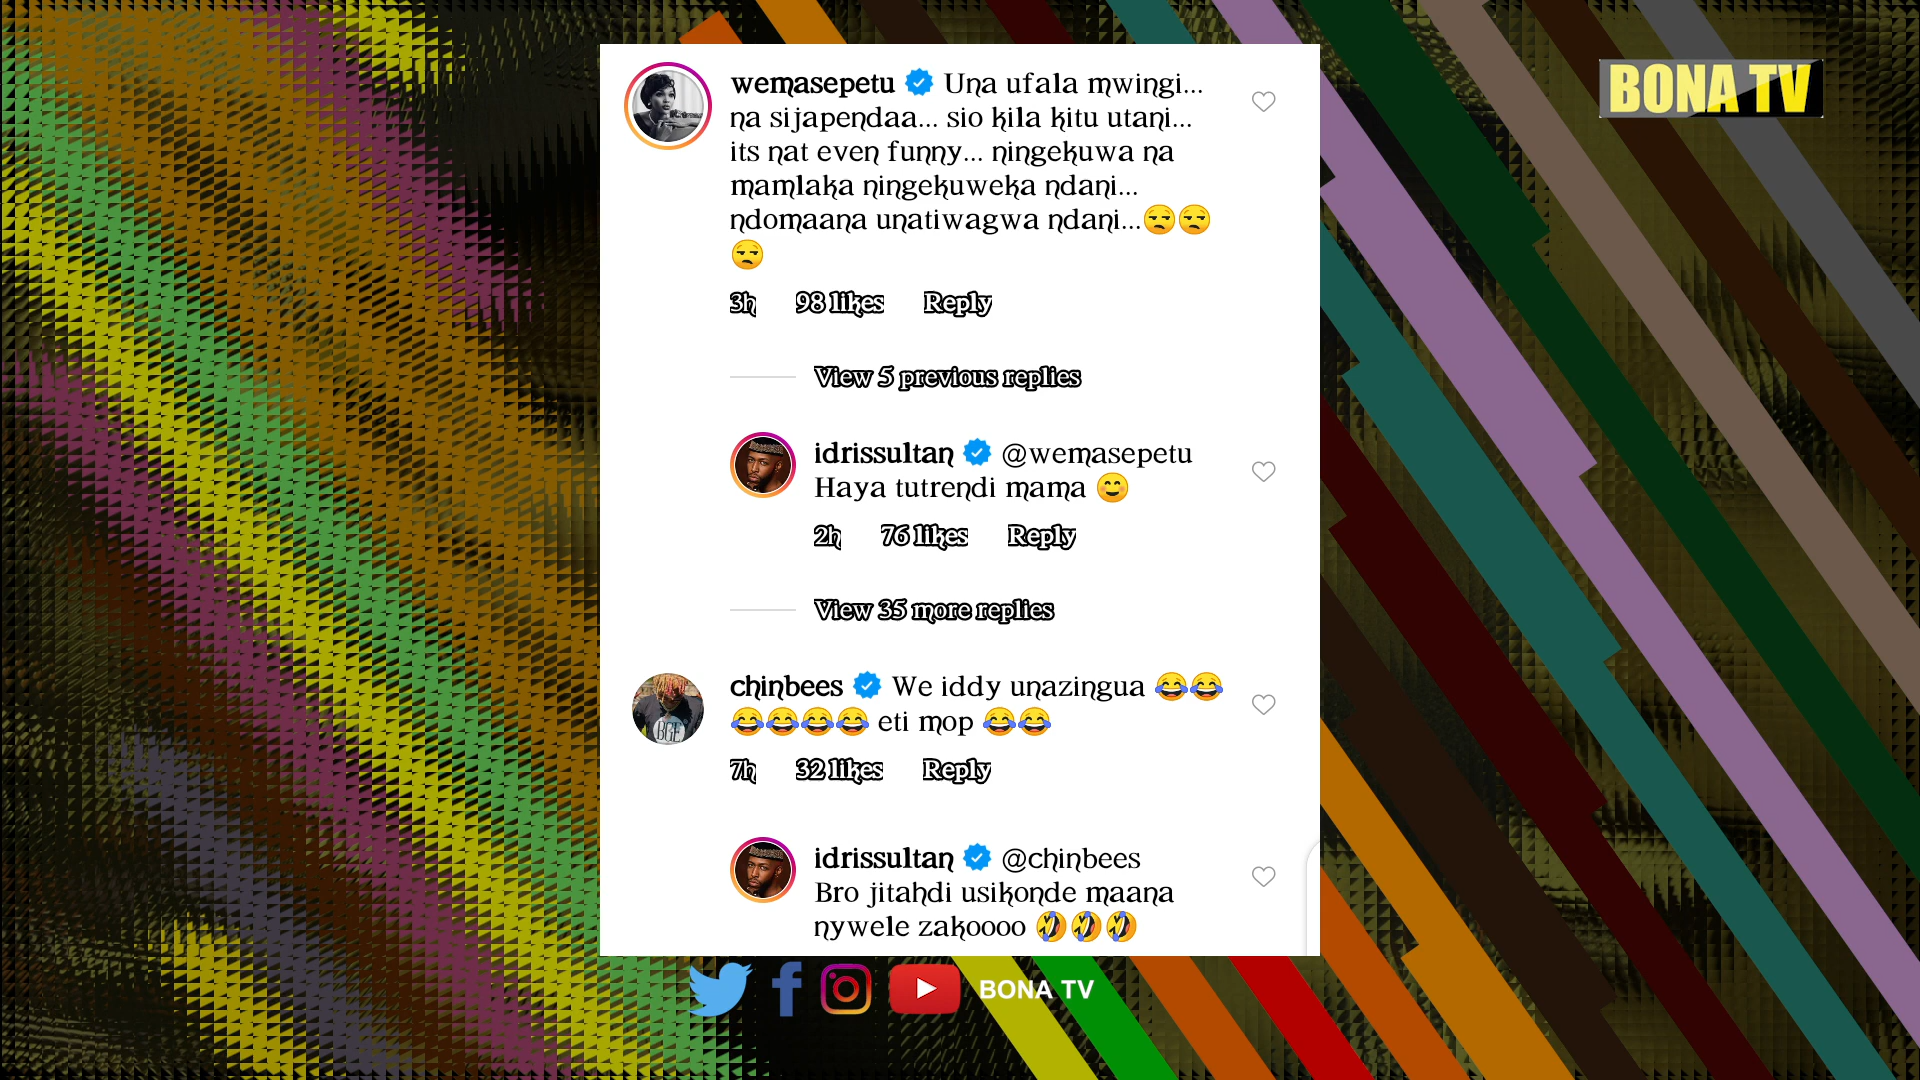 BONA TV
wemasepetu Una ufala mwingi...
na sijapendaa... sio kila kitu utani...
its nat even funny... ningekuwa na
mamlaka ningekuweka ndani...
ndomaana unatiwagwa ndani...😒😒
😒
3h 98 likes Reply
View 5 previous replies
idrissultan @wemasepetu
Haya tutrendi mama 😊
2h 76 likes Reply
View 35 more replies
chinbees We iddy unazingua 😂😂
😂😂😂😂 eti mop 😂😂
BGE
7h 32 likes Reply
idrissultan @chinbees
Bro jitahdi usikonde maana
nywele zakoooo 🤣🤣🤣
BONA TV